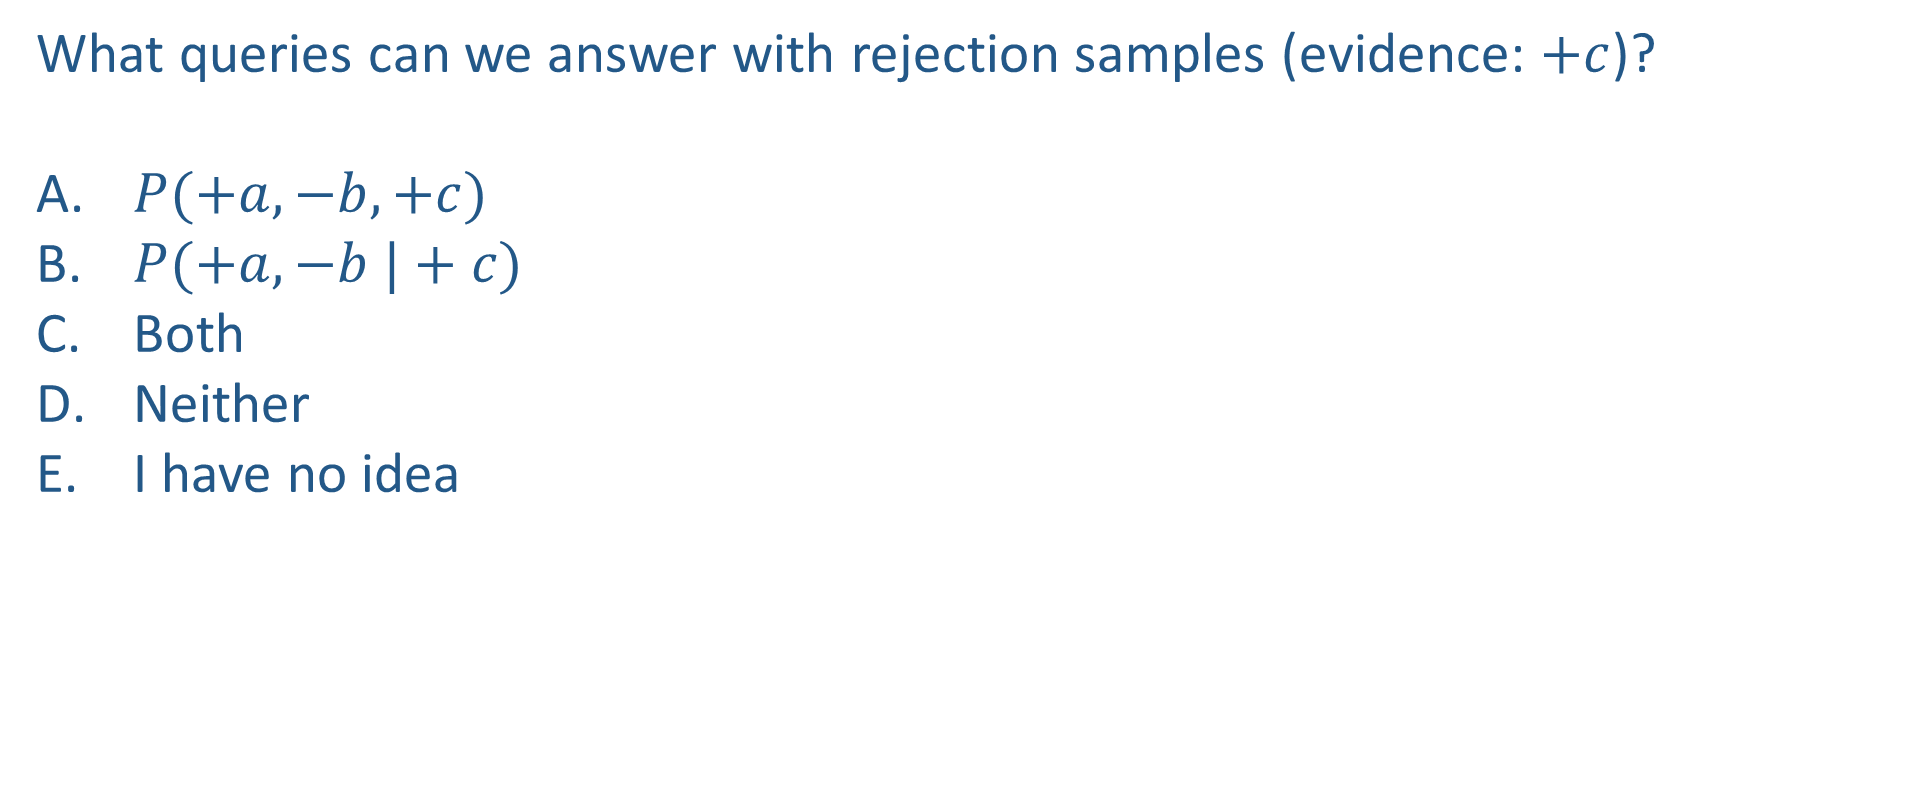 What queries can we answer with rejection samples (evidence: +c)?
A. P(+a, −b, +c)
B. P(+a, −b | + c)
C. Both
D. Neither
E. I have no idea